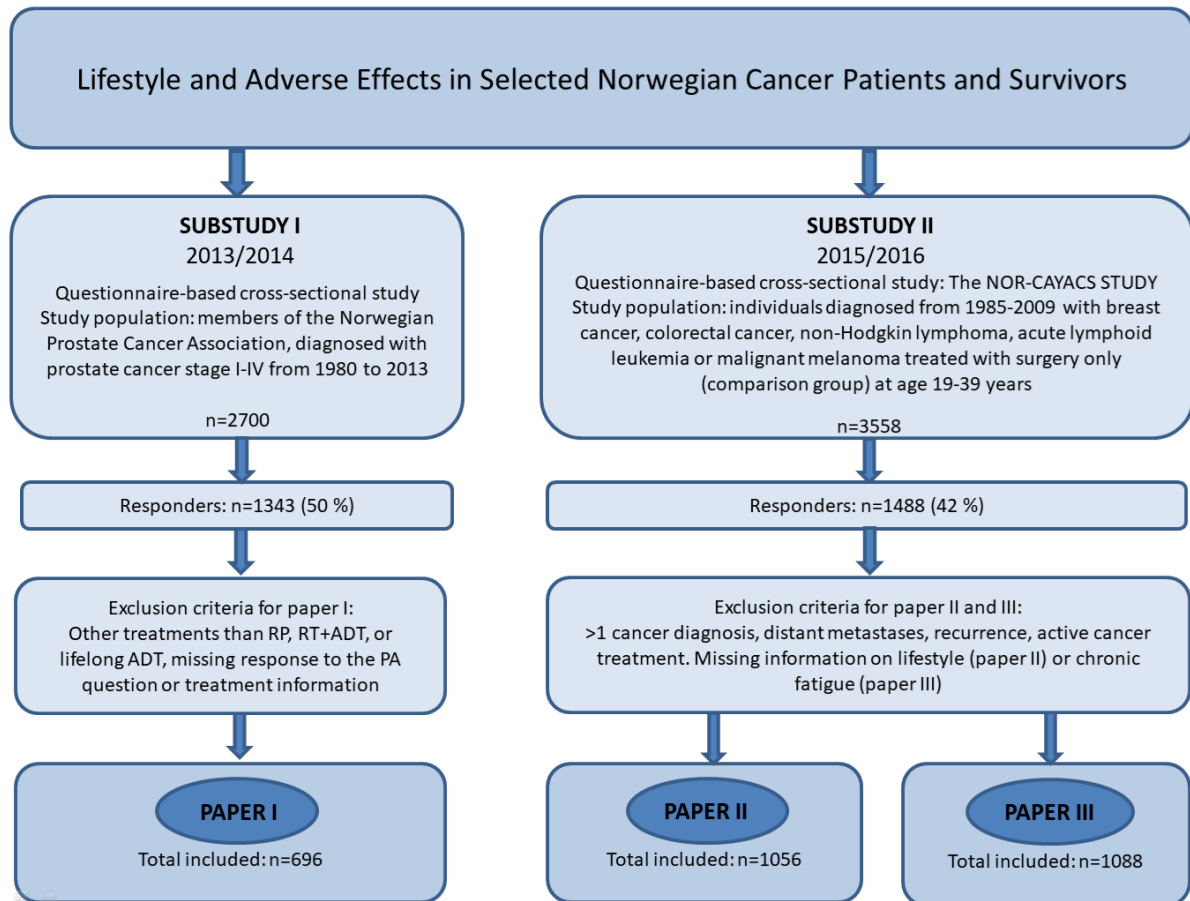 Lifestyle and Adverse Effects in Selected Norwegian Cancer Patients and Survivors
SUBSTUDY I
2013/2014
Questionnaire-based cross-sectional study
Study population: members of the Norwegian
Prostate Cancer Association, diagnosed with
prostate cancer stage I-IV from 1980 to 2013
n=2700
SUBSTUDY II
2015/2016
Questionnaire-based cross-sectional study: The NOR-CAYACS STUDY
Study population: individuals diagnosed from 1985-2009 with breast
cancer, colorectal cancer, non-Hodgkin lymphoma, acute lymphoid
leukemia or malignant melanoma treated with surgery only
(comparison group) at age 19-39 years
n=3558
Responders: n=1343 (50 %)
Responders: n=1488 (42 %)
Exclusion criteria for paper I:
Other treatments than RP, RT+ADT, or
lifelong ADT, missing response to the PA
question or treatment information
Exclusion criteria for paper II and III:
>1 cancer diagnosis, distant metastases, recurrence, active cancer
treatment. Missing information on lifestyle (paper II) or chronic
fatigue (paper III)
PAPER I
Total included: n=696
PAPER II
Total included: n=1056
PAPER III
Total included: n=1088